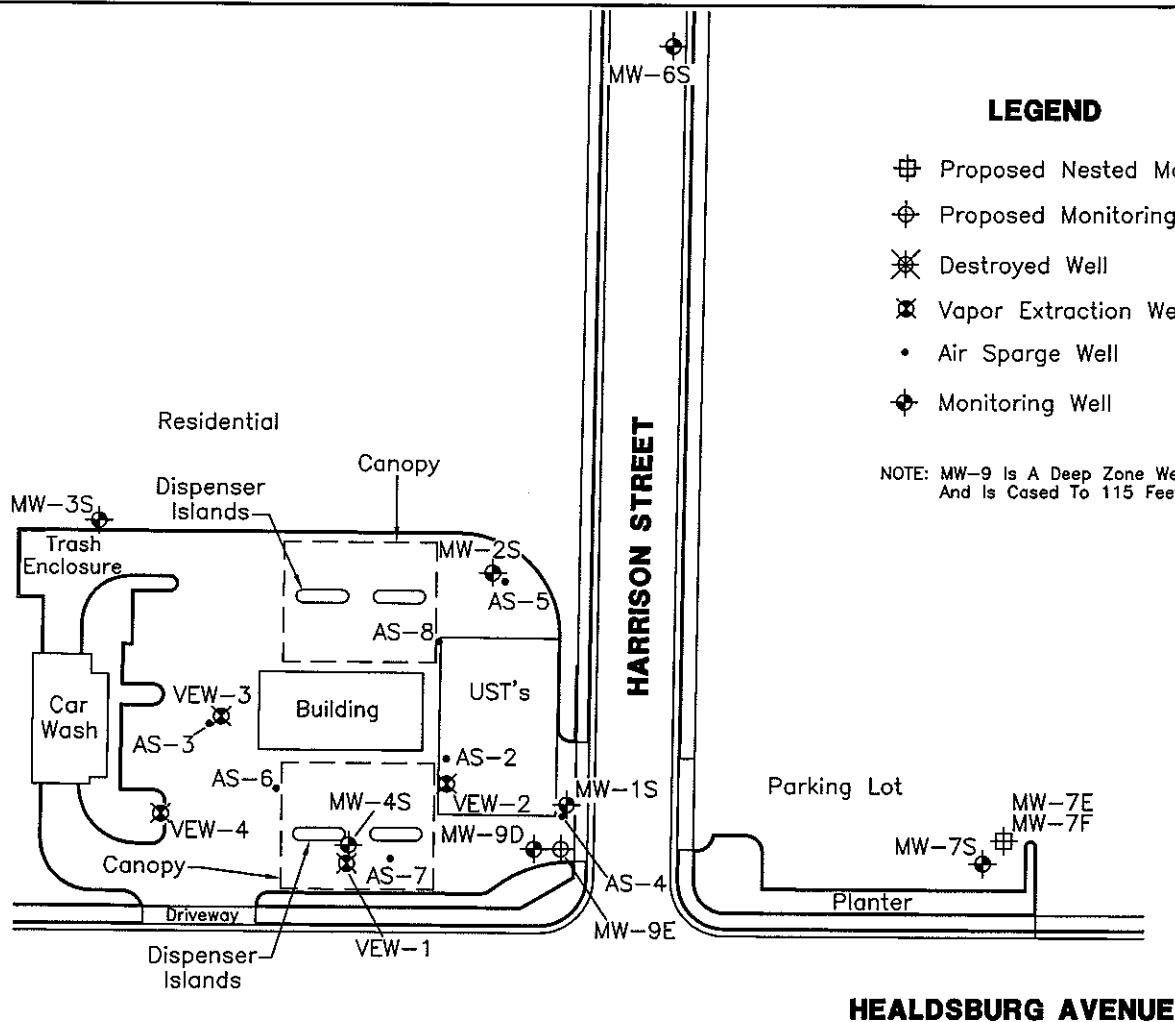 MW-6S
LEGEND
Proposed Nested Mo
Proposed Monitoring
Destroyed Well
Vapor Extraction We
Air Sparge Well
Monitoring Well
NOTE: MW-9 Is A Deep Zone We
And Is Cased To 115 Fee
Residential
Canopy
Dispenser
Islands
MW-3S
Trash
Enclosure
MW-2S
AS-5
AS-8
HARRISON STREET
UST's
Car
Wash
VEW-3
Building
AS-3
AS-2
AS-6
MW-4S
VEW-2
MW-1S
Parking Lot
MW-7E
MW-7F
VEW-4
MW-9D
MW-7S
Canopy
AS-7
AS-4
Planter
Driveway
MW-9E
VEW-1
Dispenser
Islands
HEALDSBURG AVENUE